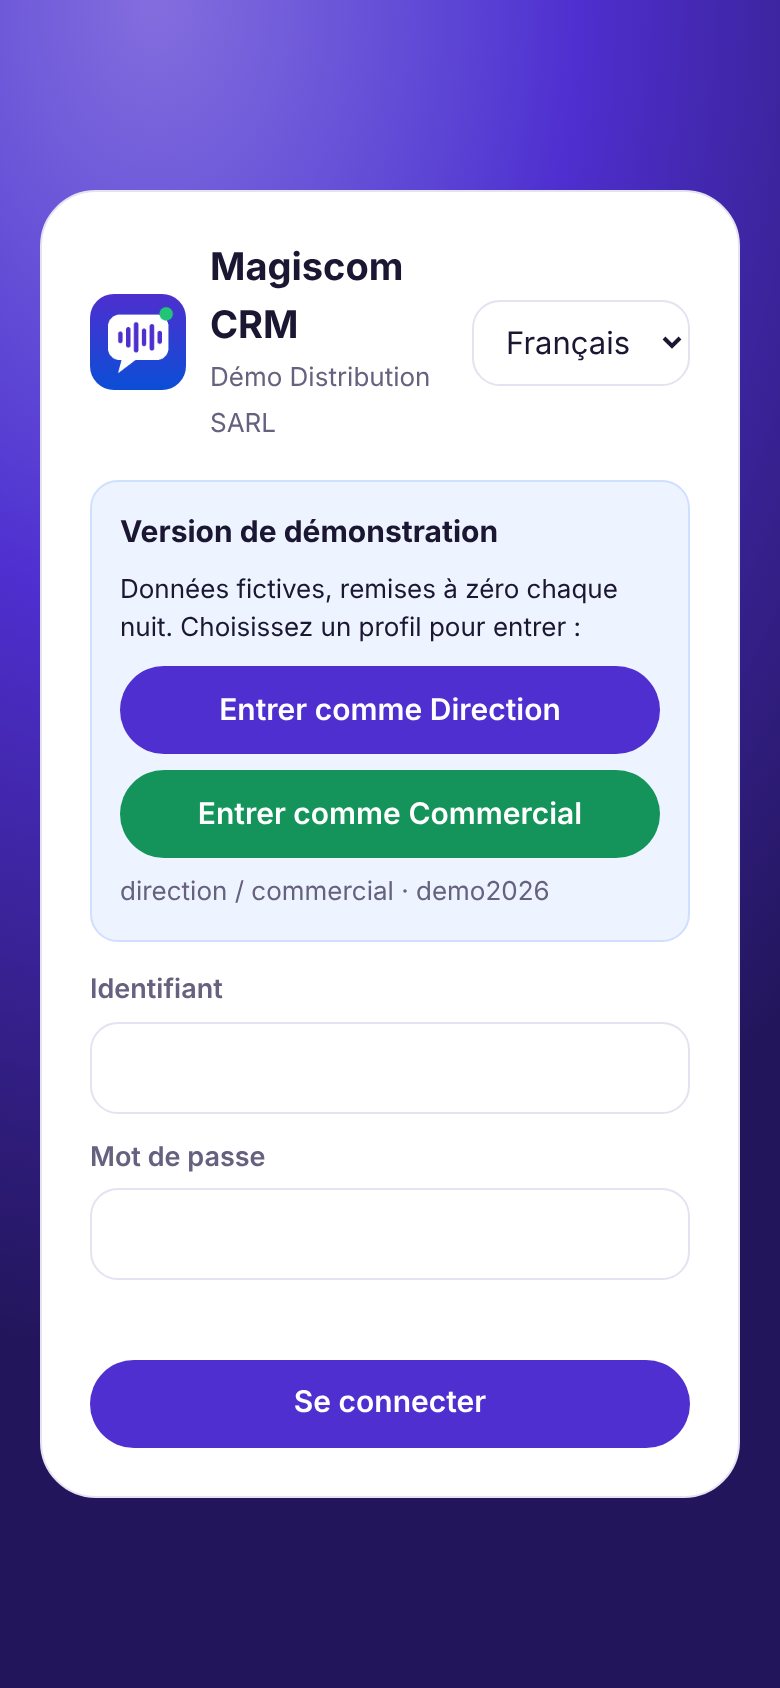 Magiscom
CRM
Démo Distribution
SARL
Français
Version de démonstration
Données fictives, remises à zéro chaque
nuit. Choisissez un profil pour entrer :
Entrer comme Direction
Entrer comme Commercial
direction / commercial · demo2026
Identifiant
Mot de passe
Se connecter